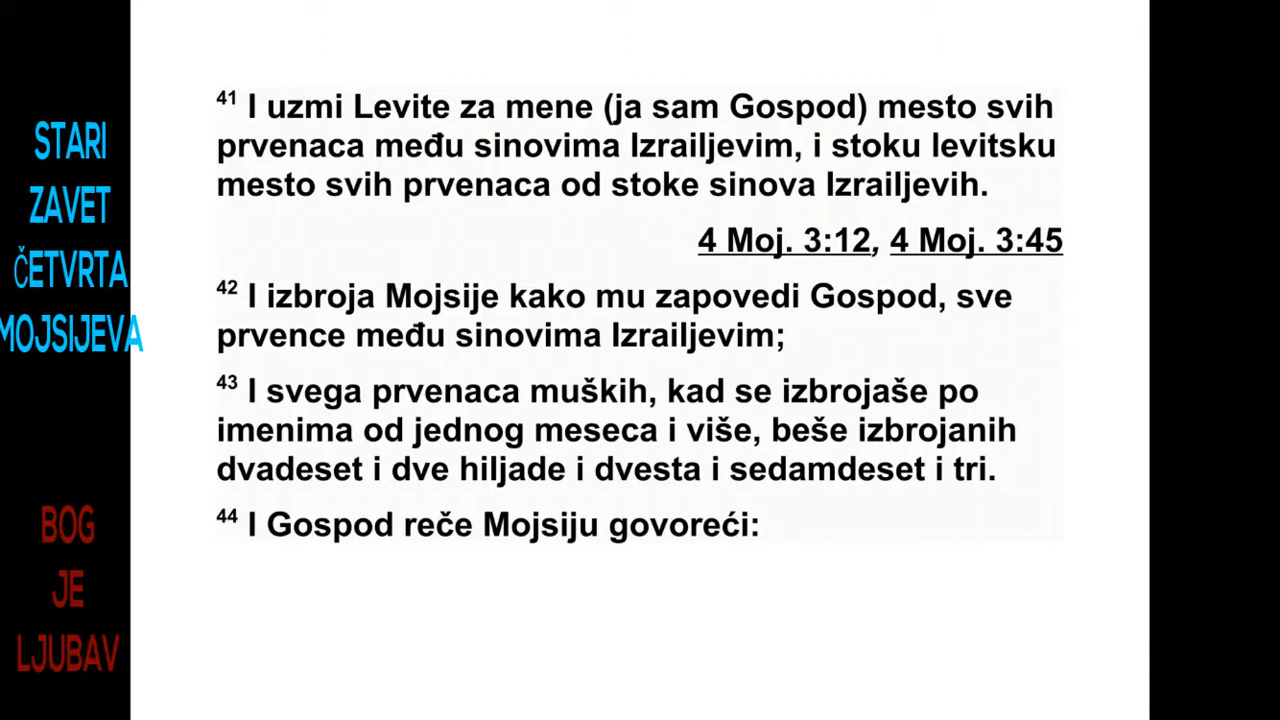 STARI
ZAVET
ČETVRTA
MOJSIJEVA
BOG
JE
LJUBAV
41 I uzmi Levite za mene (ja sam Gospod) mesto svih
prvenaca među sinovima Izrailjevim, i stoku levitsku
mesto svih prvenaca od stoke sinova Izrailjevih.
4 Moj. 3:12, 4 Moj. 3:45
42 I izbroja Mojsije kako mu zapovedi Gospod, sve
prvence među sinovima Izrailjevim;
43 I svega prvenaca muških, kad se izbrojaše po
imenima od jednog meseca i više, beše izbrojanih
dvadeset i dve hiljade i dvesta i sedamdeset i tri.
44 I Gospod reče Mojsiju govoreći: